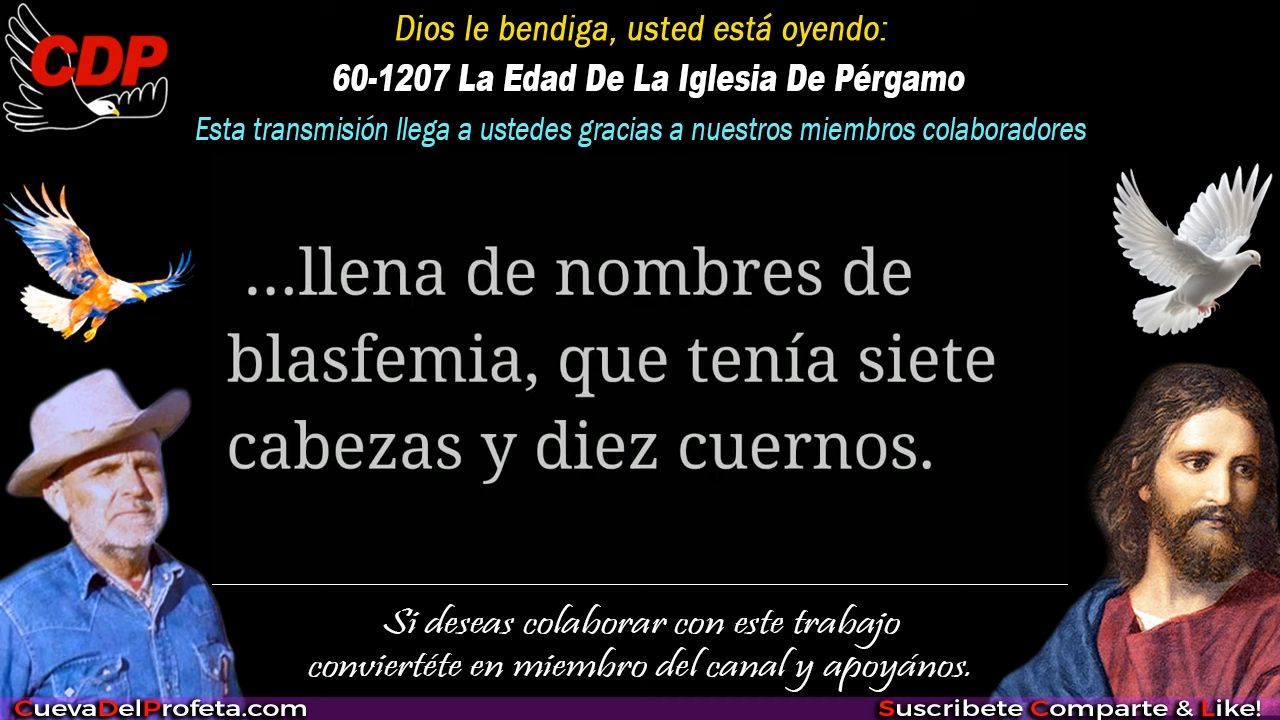 CDP
Dios le bendiga, usted está oyendo:
60-1207 La Edad De La Iglesia De Pérgamo
Esta transmisión llega a ustedes gracias a nuestros miembros colaboradores
...llena de nombres de
blasfemia, que tenía siete
cabezas y diez cuernos.
Si deseas colaborar con este trabajo
conviertéte en miembro del canal y apoyános.
CuevaDelProfeta.com
Suscribete Comparte & Like!